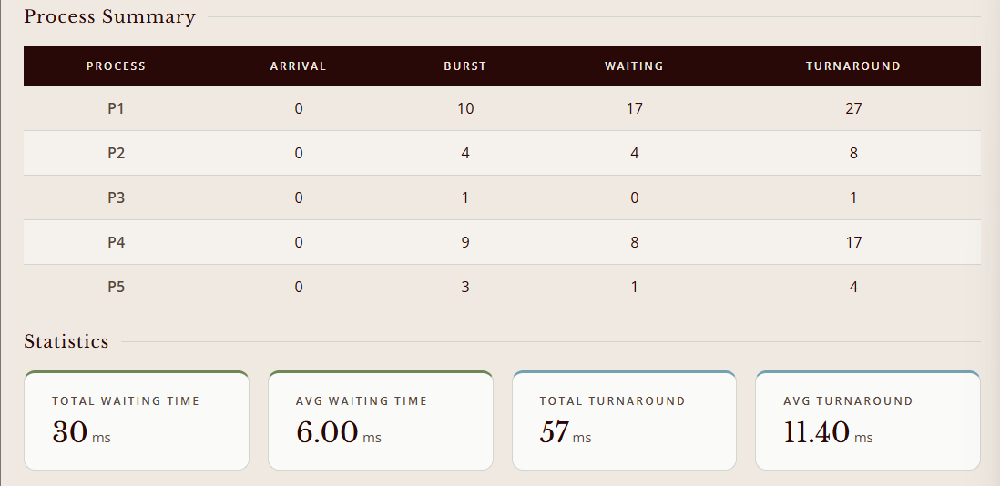 Process Summary
PROCESS ARRIVAL BURST WAITING TURNAROUND
P1 0 10 17 27
P2 0 4 4 8
P3 0 1 0 1
P4 0 9 8 17
P5 0 3 1 4
Statistics
TOTAL WAITING TIME AVG WAITING TIME TOTAL TURNAROUND AVG TURNAROUND
30 ms 6.00 ms 57 ms 11.40 ms